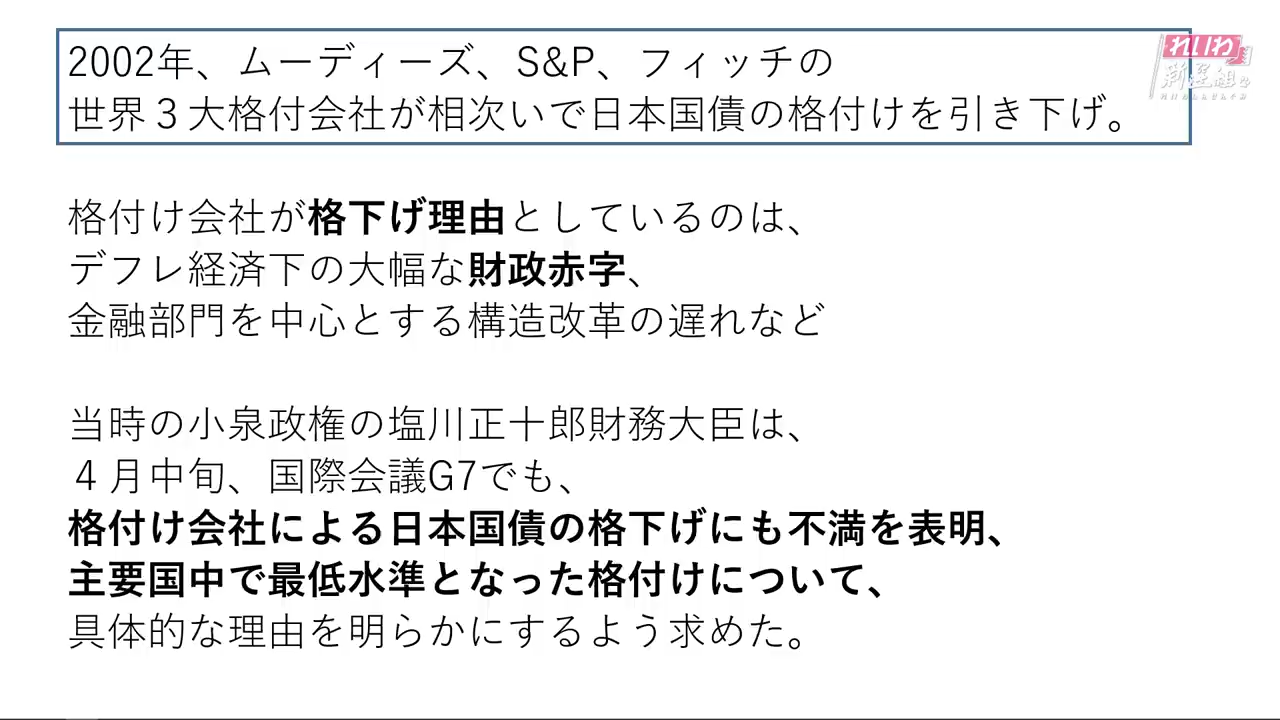 2002年、ムーディーズ、S&P、フィッチの
世界３大格付会社が相次いで日本国債の格付けを引き下げ。
れいわ
新選組
格付け会社が格下げ理由としているのは、
デフレ経済下の大幅な財政赤字、
金融部門を中心とする構造改革の遅れなど
当時の小泉政権の塩川正十郎財務大臣は、
４月中旬、国際会議G7でも、
格付け会社による日本国債の格下げにも不満を表明、
主要国中で最低水準となった格付けについて、
具体的な理由を明らかにするよう求めた。